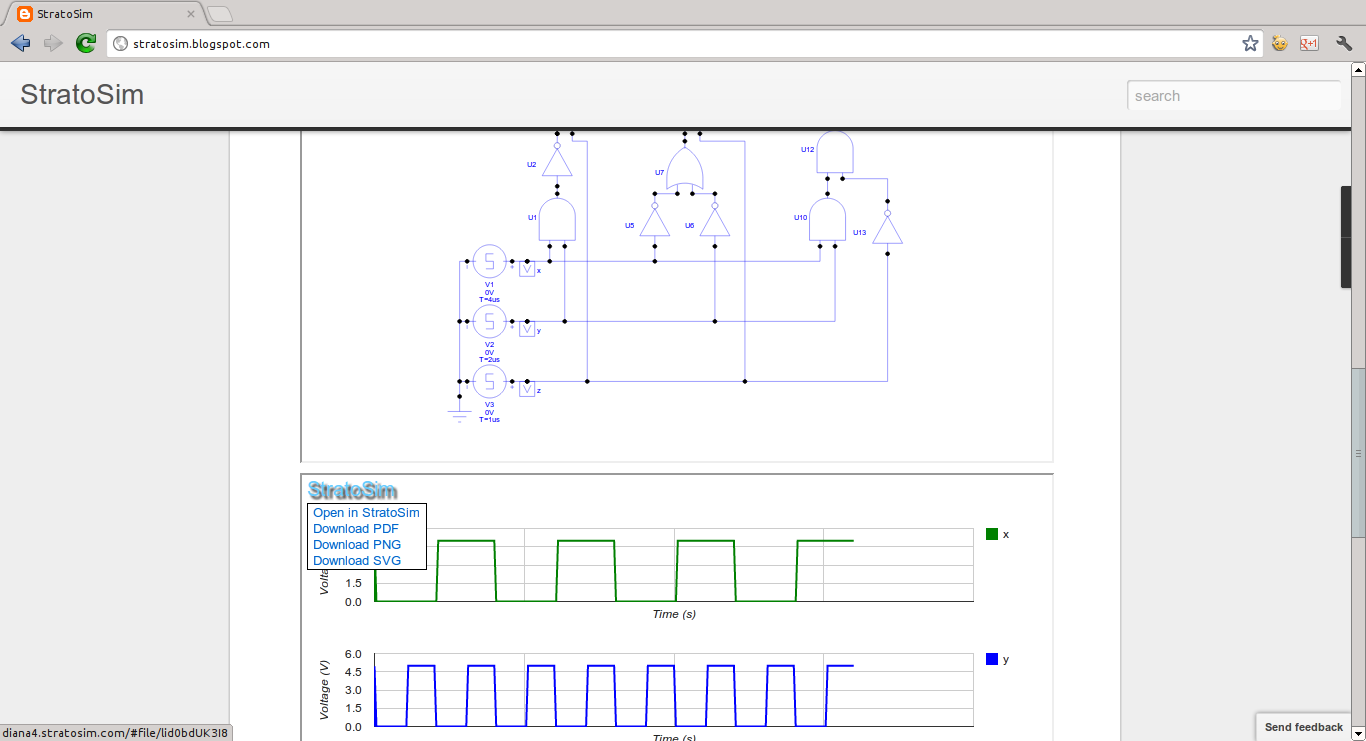 StratoSim
stratosim.blogspot.com
StratoSim
search
U12
U2
U7
U1
U5
U6
U10
U13
x
V1
0V
T=4us
y
V2
0V
T=2us
z
V3
0V
T=1us
StratoSim
Open in StratoSim
Download PDF
Download PNG
Download SVG
x
1.5
0.0
Time (s)
6.0
y
4.5
Voltage (V)
3.0
1.5
0.0
Send feedback
diana4.stratosim.com/#file/lid0bdUK3I8